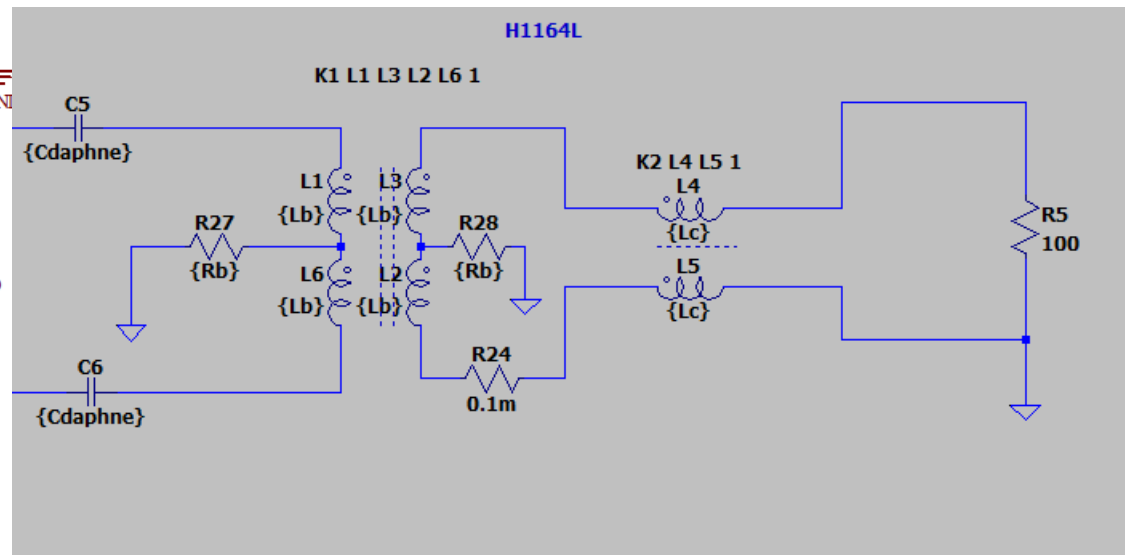 H1164L
K1 L1 L3 L2 L6 1
C5
{Cdaphne}
K2 L4 L5 1
L4
{Lc}
L1
{Lb}
L3
{Lb}
R27
{Rb}
R28
{Rb}
R5
100
L6
{Lb}
L2
{Lb}
L5
{Lc}
C6
{Cdaphne}
R24
0.1m